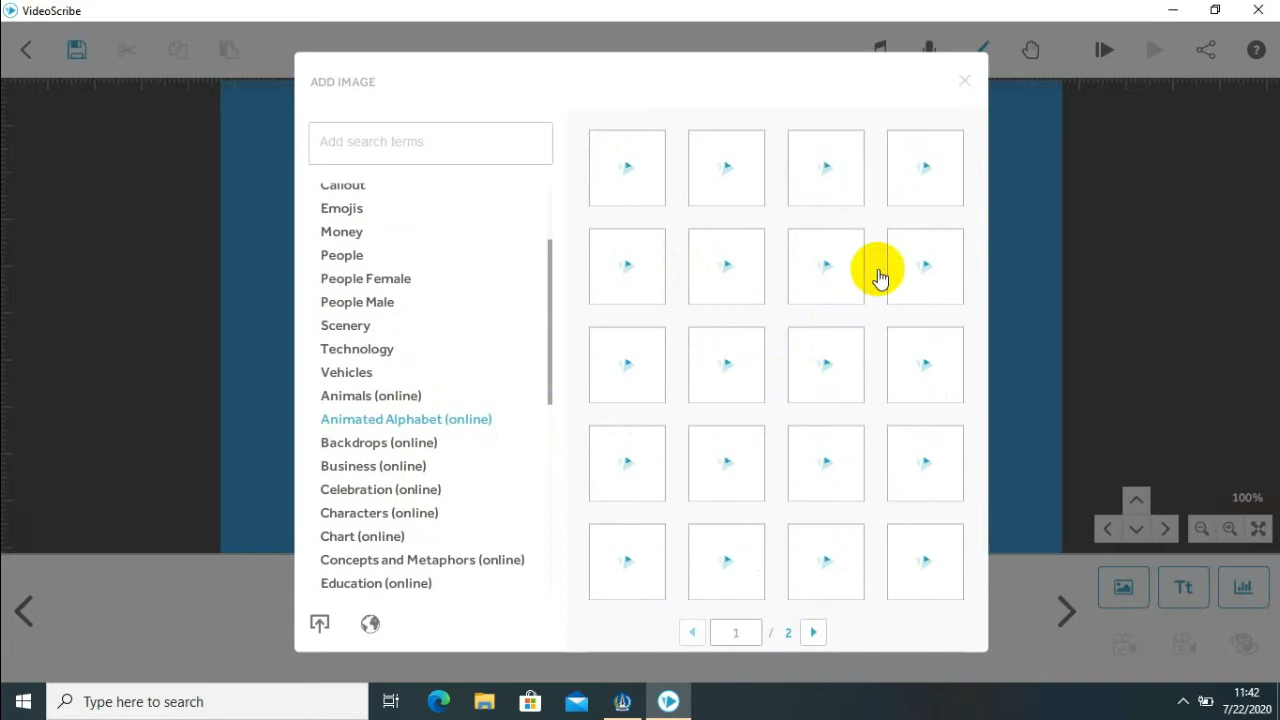 VideoScribe
ADD IMAGE
Add search terms
Callout
Emojis
Money
People
People Female
People Male
Scenery
Technology
Vehicles
Animals (online)
Animated Alphabet (online)
Backdrops (online)
Business (online)
Celebration (online)
Characters (online)
Chart (online)
Concepts and Metaphors (online)
Education (online)
1 / 2
100%
Tt
Type here to search
11:42
7/22/2020